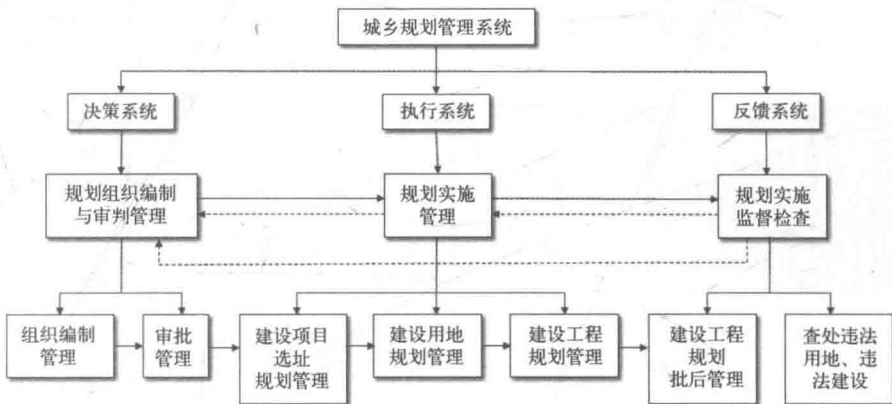 城乡规划管理系统
决策系统
执行系统
反馈系统
规划组织编制
与审判管理
规划实施
管理
规划实施
监督检查
组织编制
管理
审批
管理
建设项目
选址
规划管理
建设用地
规划管理
建设工程
规划管理
建设工程
规划
批后管理
查处违法
用地、违
法建设